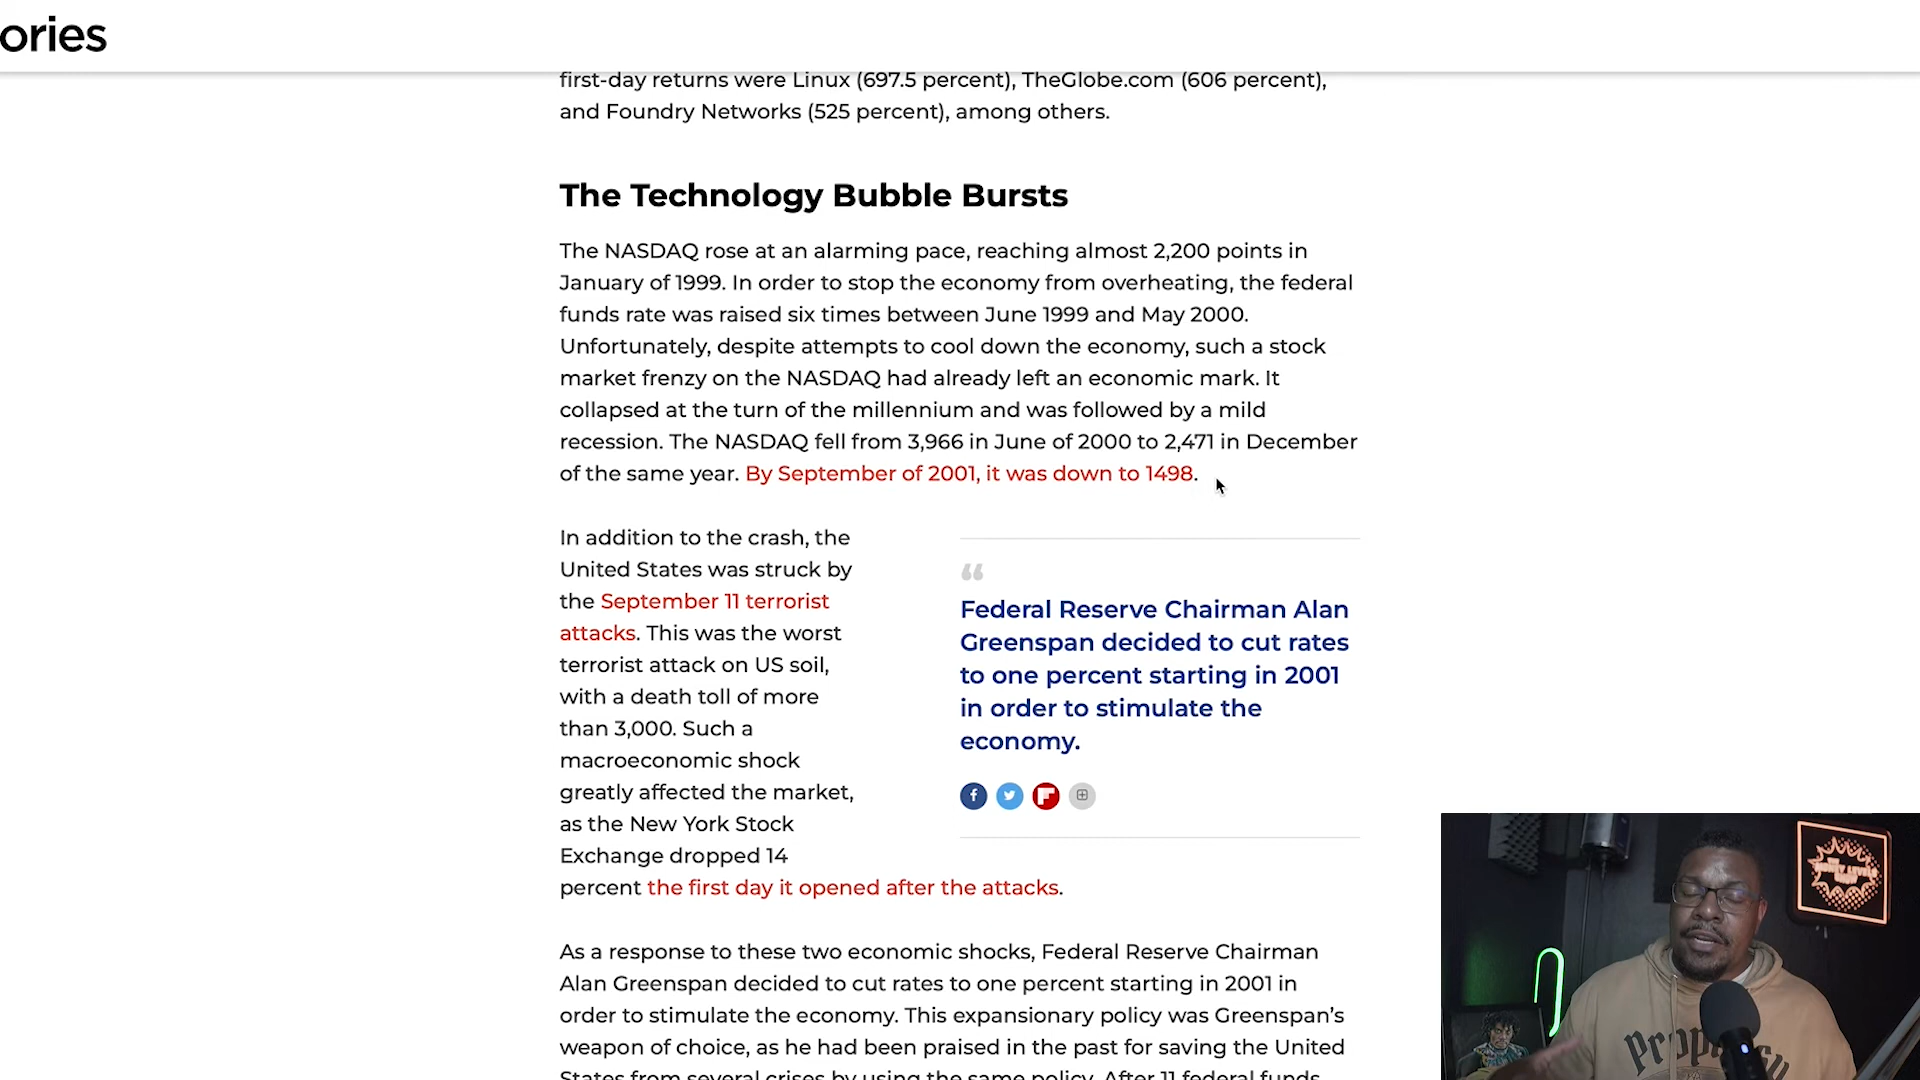 ories
first-day returns were Linux (697.5 percent), TheGlobe.com (606 percent),
and Foundry Networks (525 percent), among others.
The Technology Bubble Bursts
The NASDAQ rose at an alarming pace, reaching almost 2,200 points in
January of 1999. In order to stop the economy from overheating, the federal
funds rate was raised six times between June 1999 and May 2000.
Unfortunately, despite attempts to cool down the economy, such a stock
market frenzy on the NASDAQ had already left an economic mark. It
collapsed at the turn of the millennium and was followed by a mild
recession. The NASDAQ fell from 3,966 in June of 2000 to 2,471 in December
of the same year. By September of 2001, it was down to 1498.
In addition to the crash, the
United States was struck by
the September 11 terrorist
attacks. This was the worst
terrorist attack on US soil,
with a death toll of more
than 3,000. Such a
macroeconomic shock
greatly affected the market,
as the New York Stock
Exchange dropped 14
percent the first day it opened after the attacks.
“
Federal Reserve Chairman Alan
Greenspan decided to cut rates
to one percent starting in 2001
in order to stimulate the
economy.
As a response to these two economic shocks, Federal Reserve Chairman
Alan Greenspan decided to cut rates to one percent starting in 2001 in
order to stimulate the economy. This expansionary policy was Greenspan’s
weapon of choice, as he had been praised in the past for saving the United
States from several crises by using the same policy. After 11 federal funds